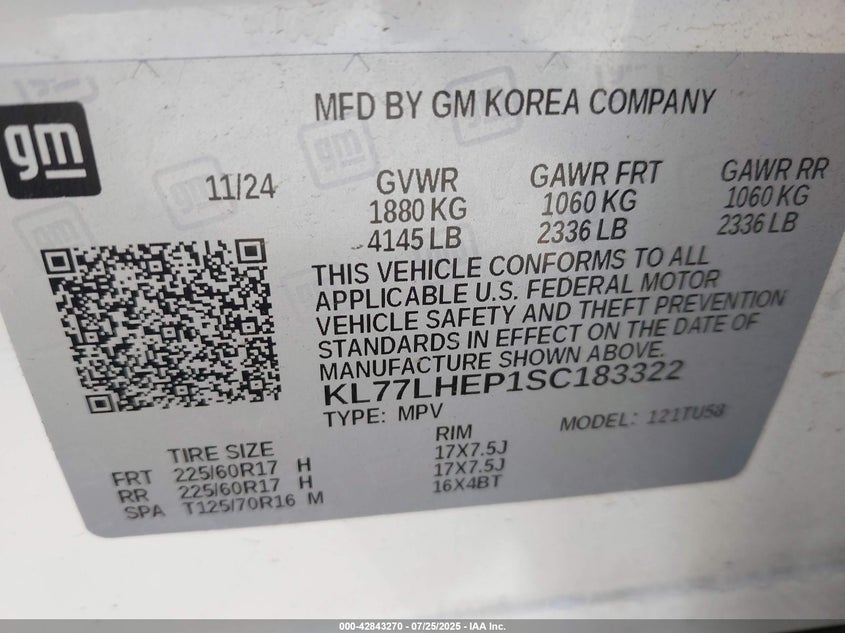 gm
MFD BY GM KOREA COMPANY
11/24
GVWR
1880 KG
4145 LB
GAWR FRT
1060 KG
2336 LB
GAWR RR
1060 KG
2336 LB
THIS VEHICLE CONFORMS TO ALL
APPLICABLE U.S. FEDERAL MOTOR
VEHICLE SAFETY AND THEFT PREVENTION
STANDARDS IN EFFECT ON THE DATE OF
MANUFACTURE SHOWN ABOVE.
KL77LHEP1SC183322
TYPE: MPV
MODEL: 121TU58
TIRE SIZE
RIM
FRT 225/60R17 H 17X7.5J
RR 225/60R17 H 17X7.5J
SPA T125/70R16 M 16X4BT
000-42843270 - 07/25/2025 - IAA Inc.